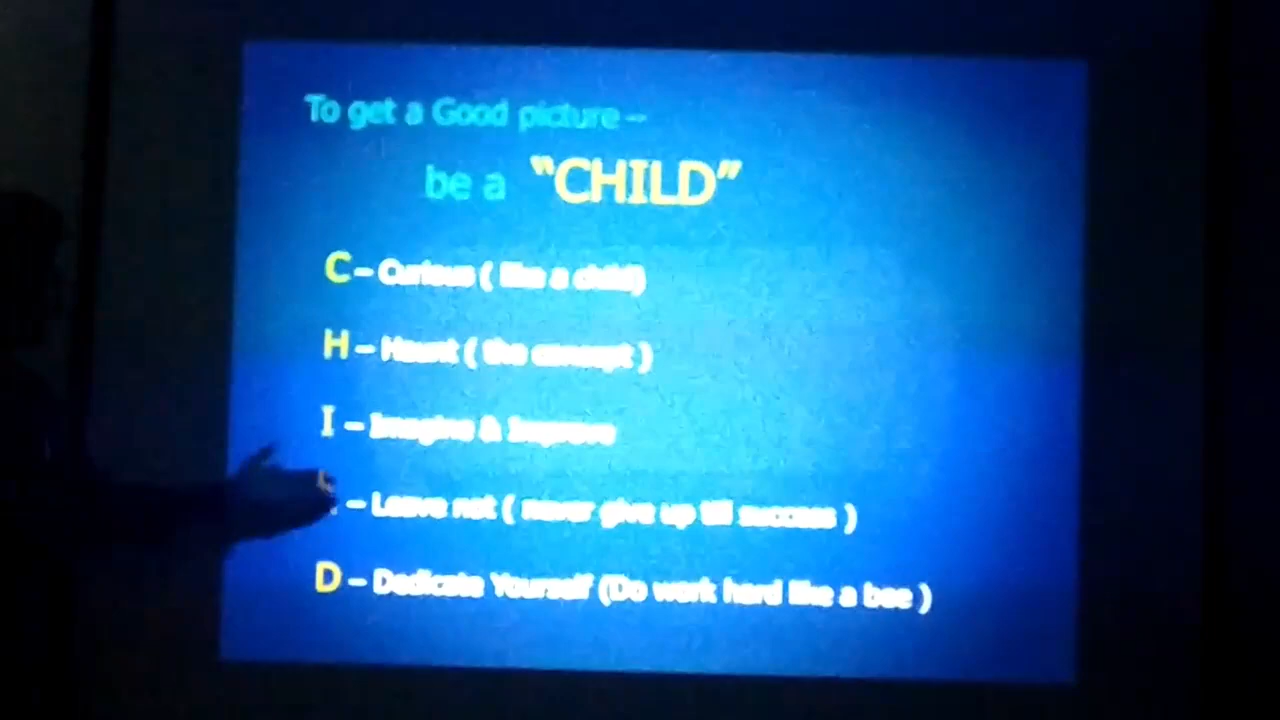 To get a Good picture –
be a "CHILD"
C – Curious ( like a child)
H – Haunt ( the concept )
I – Imagine & Improve
– Leave not ( never give up till success )
D – Dedicate Yourself (Do work hard like a bee )